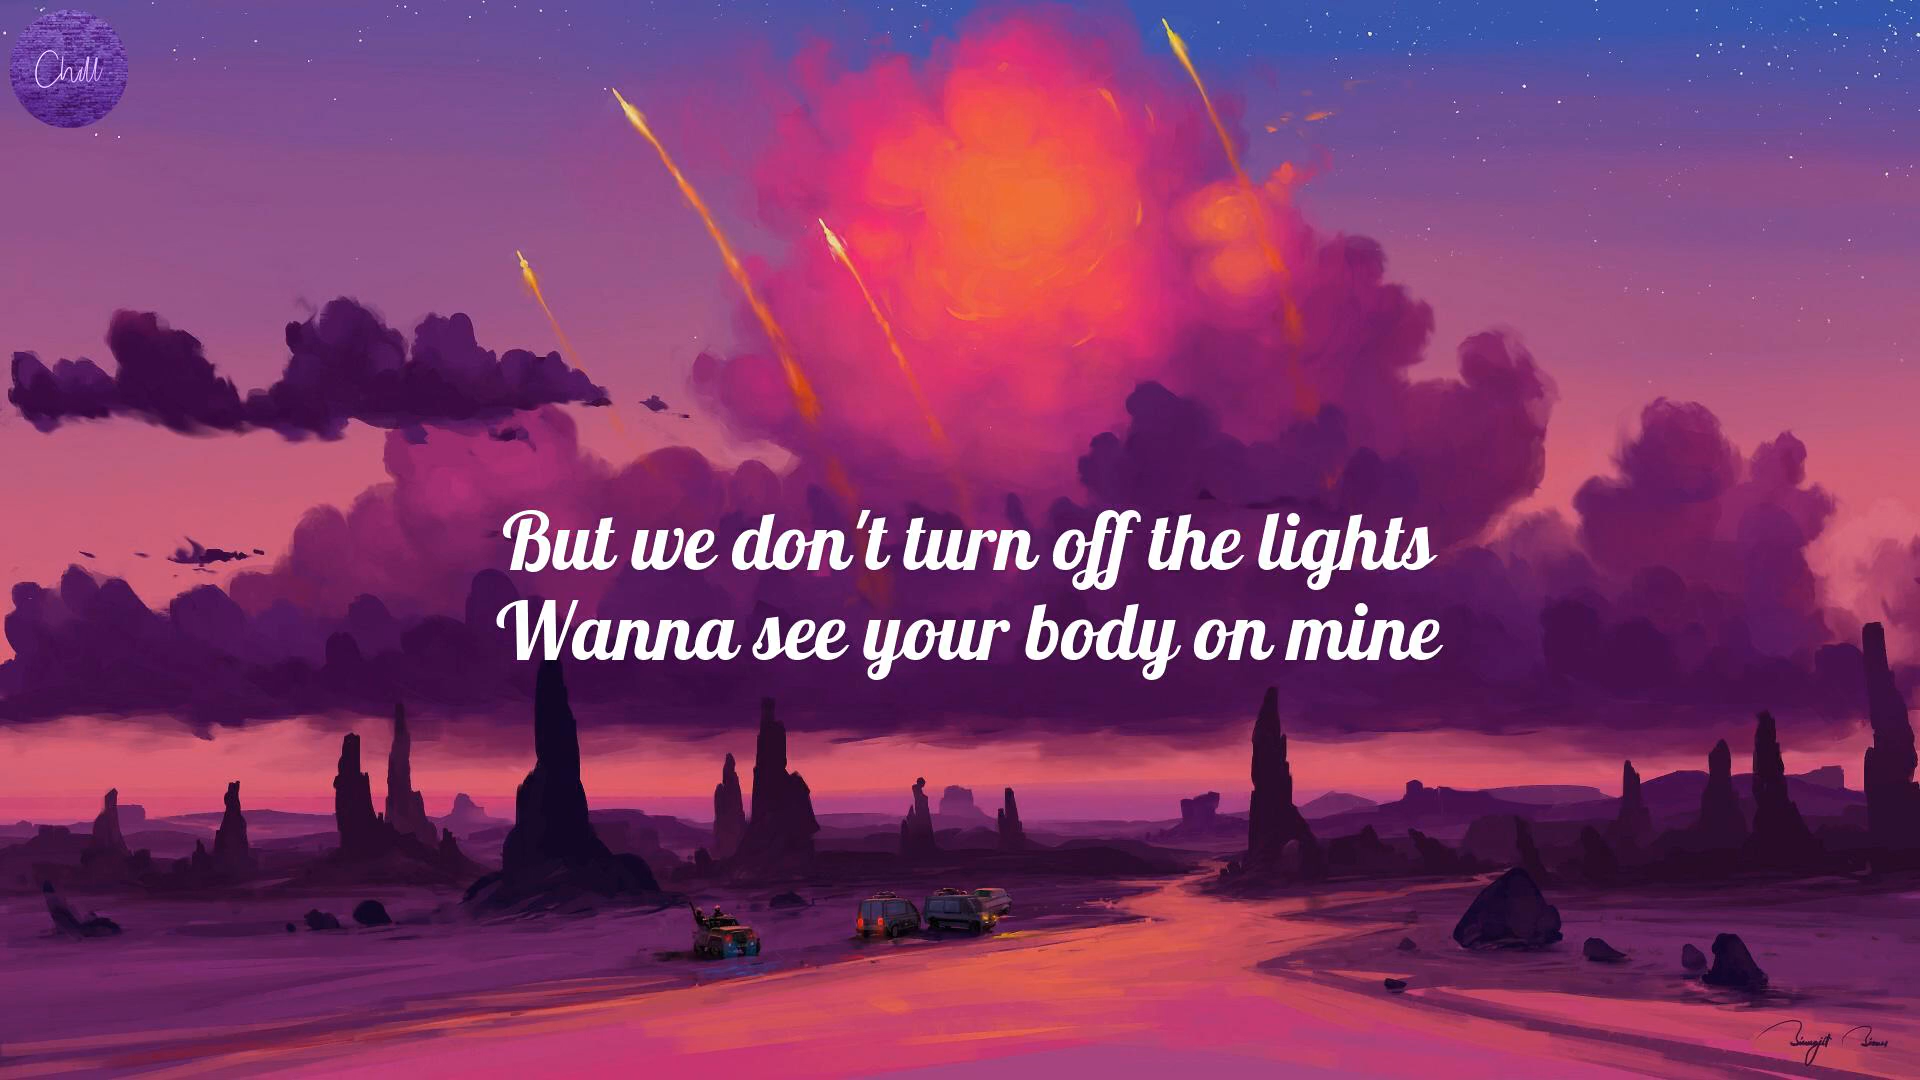 Chill
But we don't turn off the lights
Wanna see your body on mine